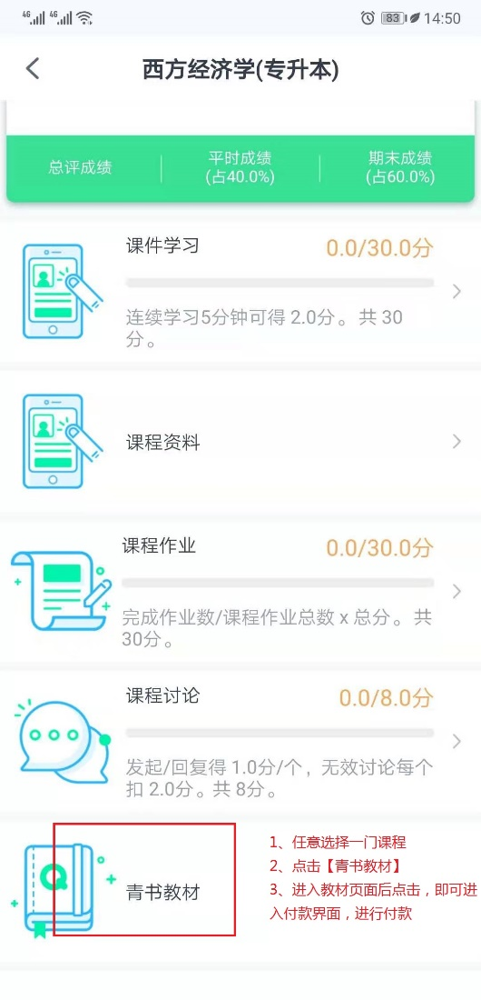 4G 4G 83 14:50
西方经济学(专升本)
总评成绩
平时成绩
(占40.0%)
期末成绩
(占60.0%)
课件学习
0.0/30.0分
连续学习5分钟可得 2.0分。共 30
分。
课程资料
课程作业
0.0/30.0分
完成作业数/课程作业总数 x 总分。共
30分。
课程讨论
0.0/8.0分
发起/回复得 1.0分/个，无效讨论每个
扣 2.0分。共 8分。
青书教材
1、任意选择一门课程
2、点击【青书教材】
3、进入教材页面后点击，即可进
入付款界面，进行付款